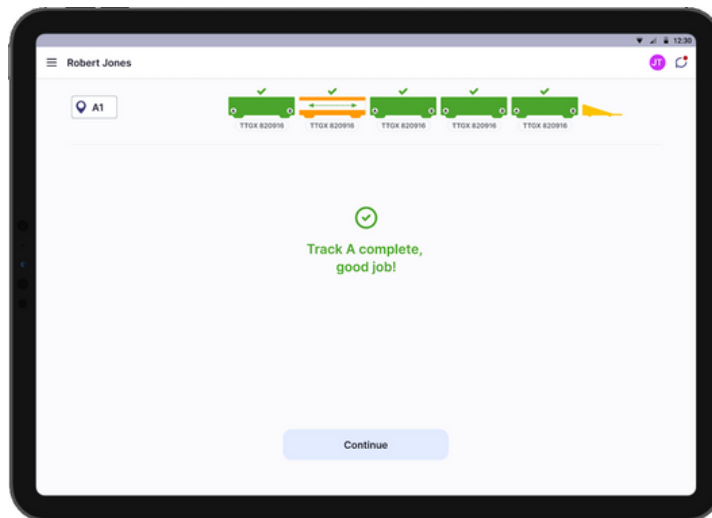 12:30
Robert Jones
JT
A1
TTGX 820916 TTGX 820916 TTGX 820916 TTGX 820916 TTGX 820916
Track A complete,
good job!
Continue